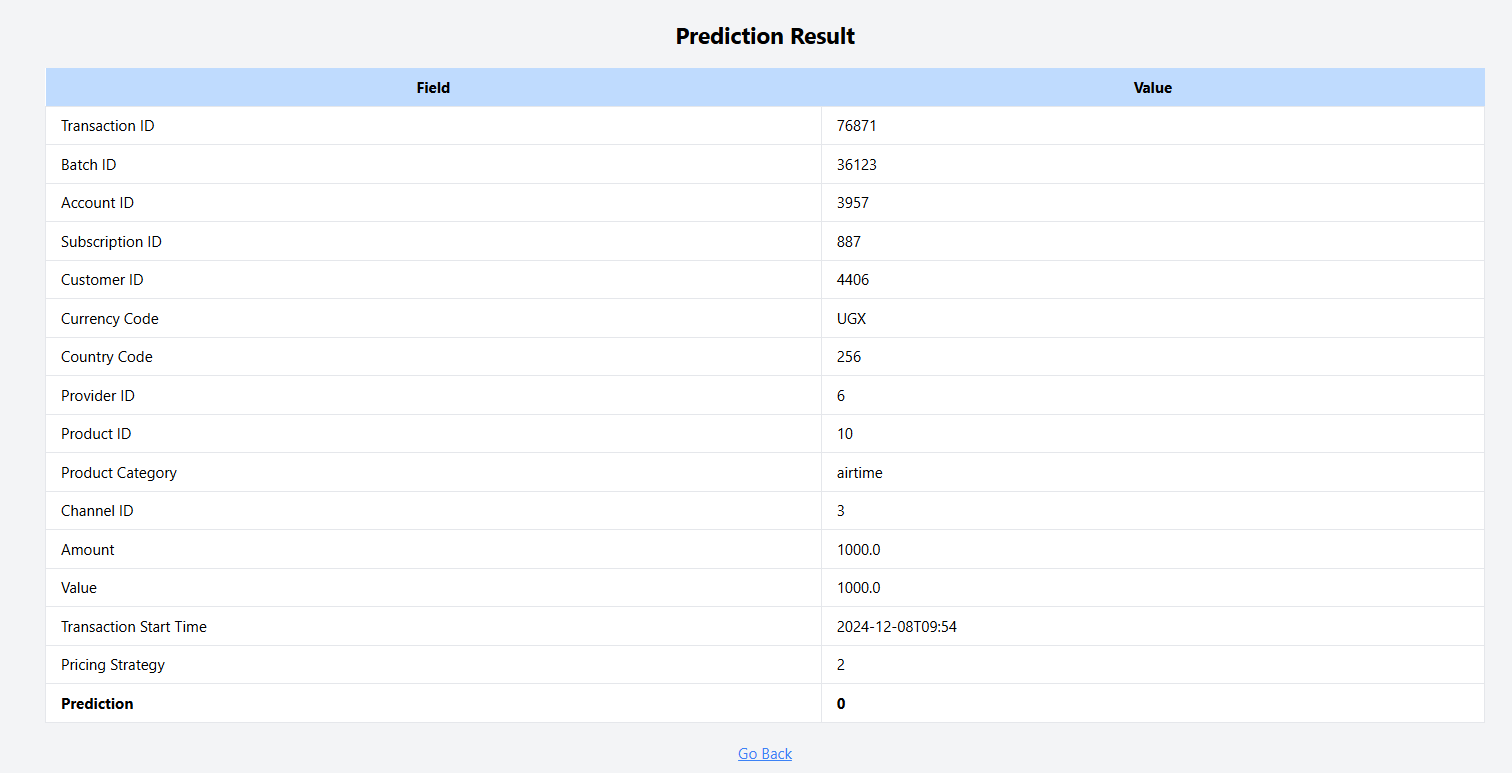 Prediction Result
Field Value
Transaction ID 76871
Batch ID 36123
Account ID 3957
Subscription ID 887
Customer ID 4406
Currency Code UGX
Country Code 256
Provider ID 6
Product ID 10
Product Category airtime
Channel ID 3
Amount 1000.0
Value 1000.0
Transaction Start Time 2024-12-08T09:54
Pricing Strategy 2
Prediction 0
Go Back